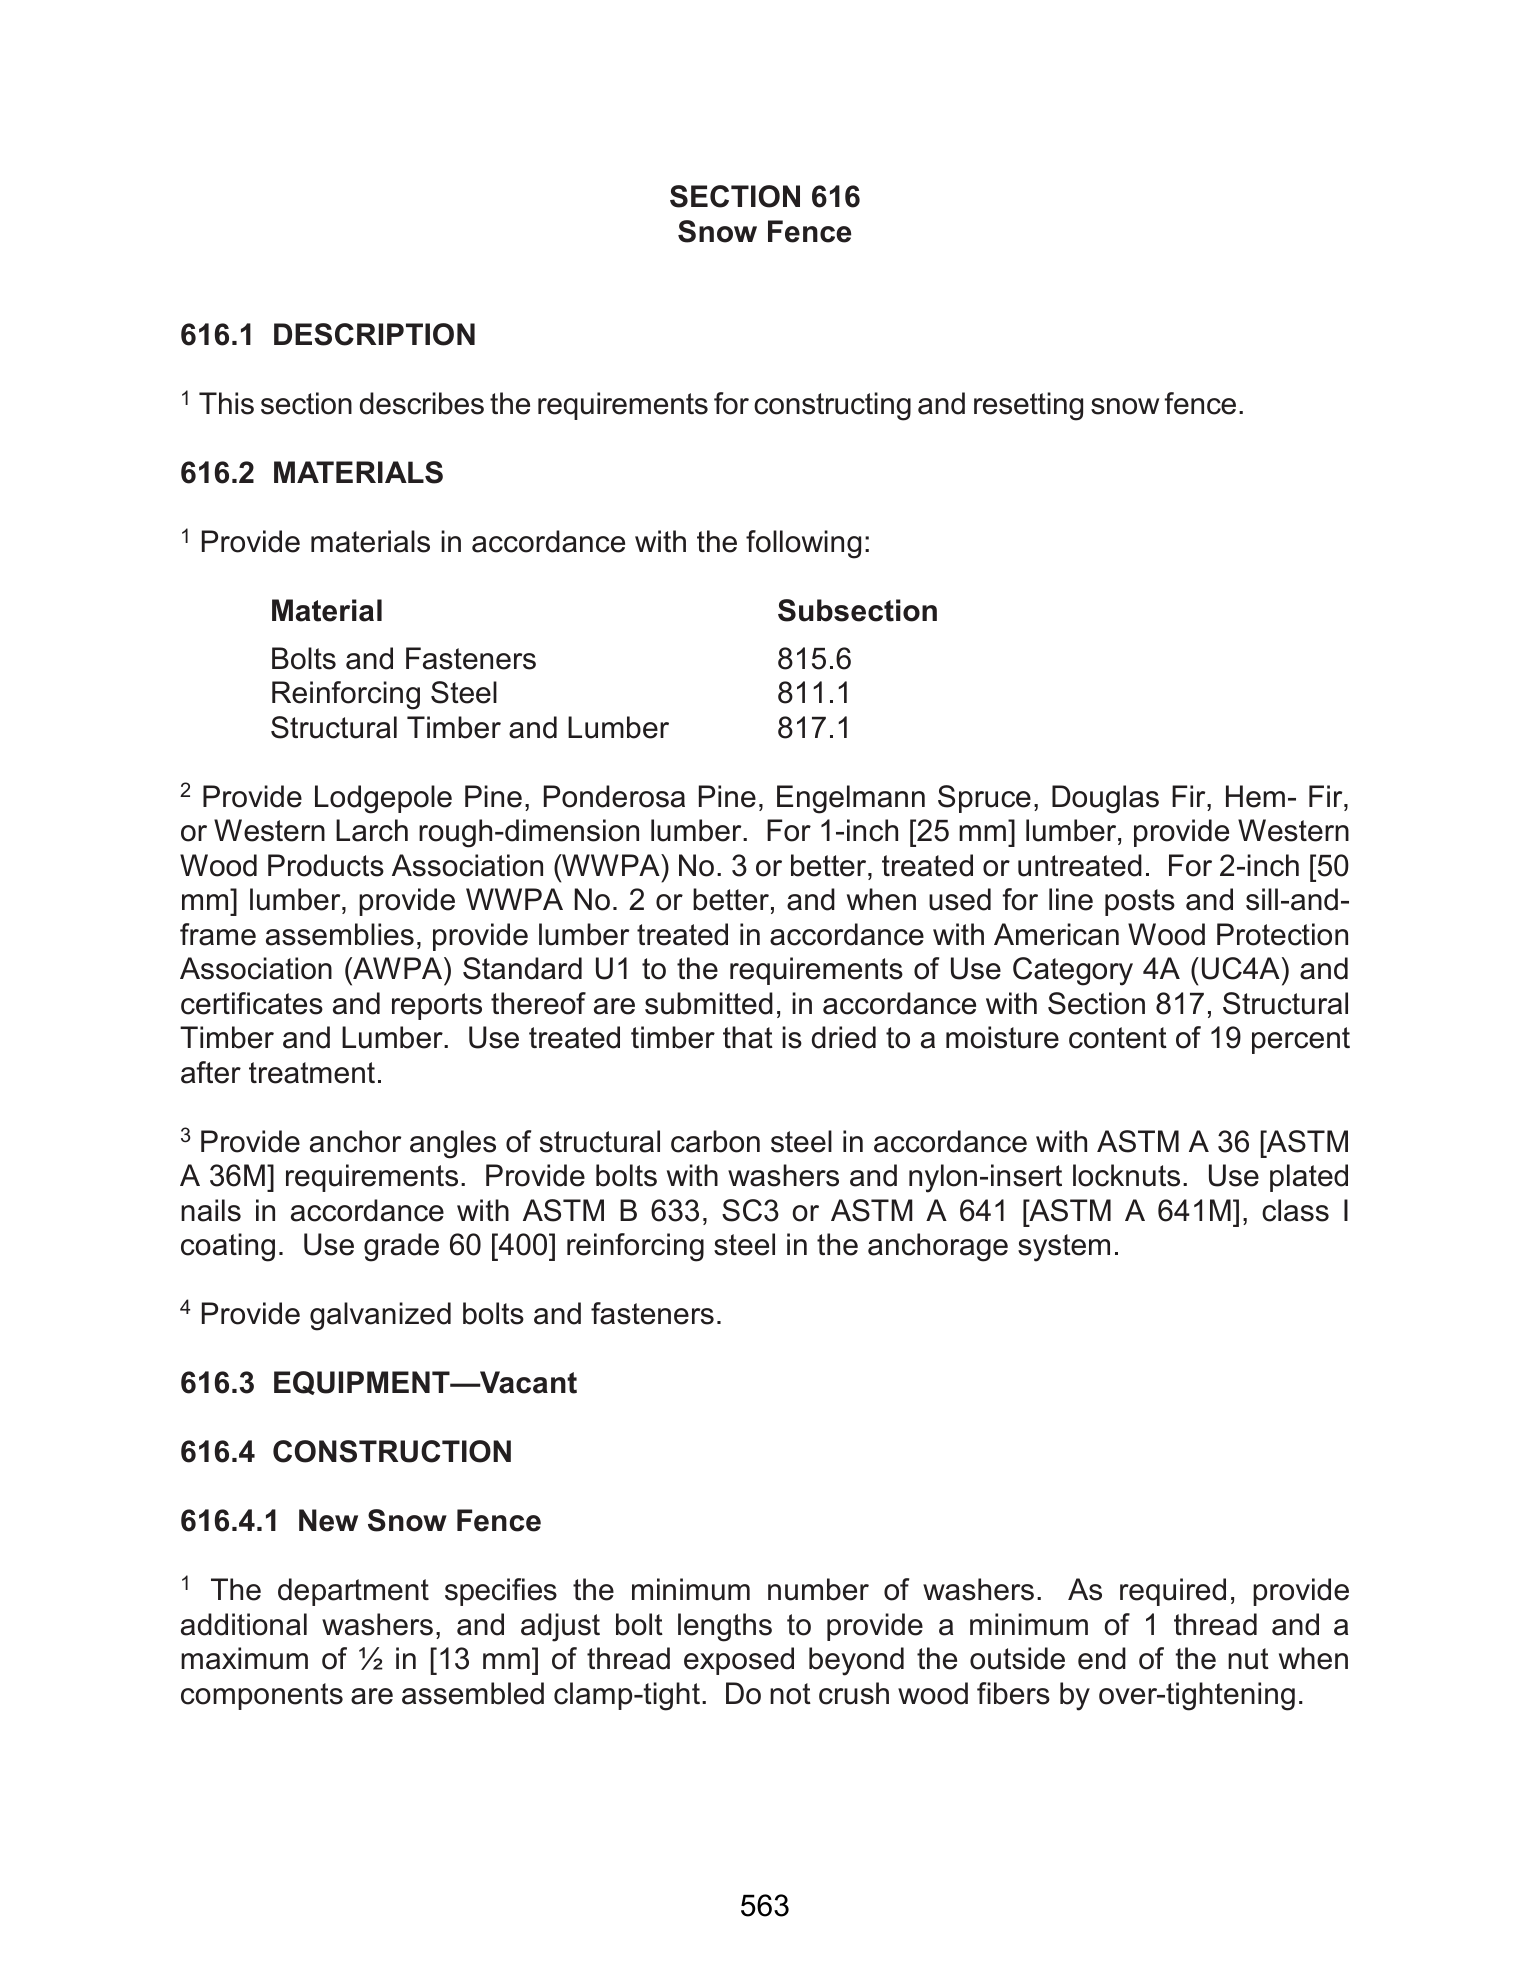 SECTION 616
Snow Fence
616.1 DESCRIPTION
1 This section describes the requirements for constructing and resetting snow fence.
616.2 MATERIALS
1 Provide materials in accordance with the following:
Material Subsection
Bolts and Fasteners 815.6
Reinforcing Steel 811.1
Structural Timber and Lumber 817.1
2 Provide Lodgepole Pine, Ponderosa Pine, Engelmann Spruce, Douglas Fir, Hem- Fir,
or Western Larch rough-dimension lumber. For 1-inch [25 mm] lumber, provide Western
Wood Products Association (WWPA) No. 3 or better, treated or untreated. For 2-inch [50
mm] lumber, provide WWPA No. 2 or better, and when used for line posts and sill-and-
frame assemblies, provide lumber treated in accordance with American Wood Protection
Association (AWPA) Standard U1 to the requirements of Use Category 4A (UC4A) and
certificates and reports thereof are submitted, in accordance with Section 817, Structural
Timber and Lumber. Use treated timber that is dried to a moisture content of 19 percent
after treatment.
3 Provide anchor angles of structural carbon steel in accordance with ASTM A 36 [ASTM
A 36M] requirements. Provide bolts with washers and nylon-insert locknuts. Use plated
nails in accordance with ASTM B 633, SC3 or ASTM A 641 [ASTM A 641M], class I
coating. Use grade 60 [400] reinforcing steel in the anchorage system.
4 Provide galvanized bolts and fasteners.
616.3 EQUIPMENT—Vacant
616.4 CONSTRUCTION
616.4.1 New Snow Fence
1 The department specifies the minimum number of washers. As required, provide
additional washers, and adjust bolt lengths to provide a minimum of 1 thread and a
maximum of ½ in [13 mm] of thread exposed beyond the outside end of the nut when
components are assembled clamp-tight. Do not crush wood fibers by over-tightening.
563